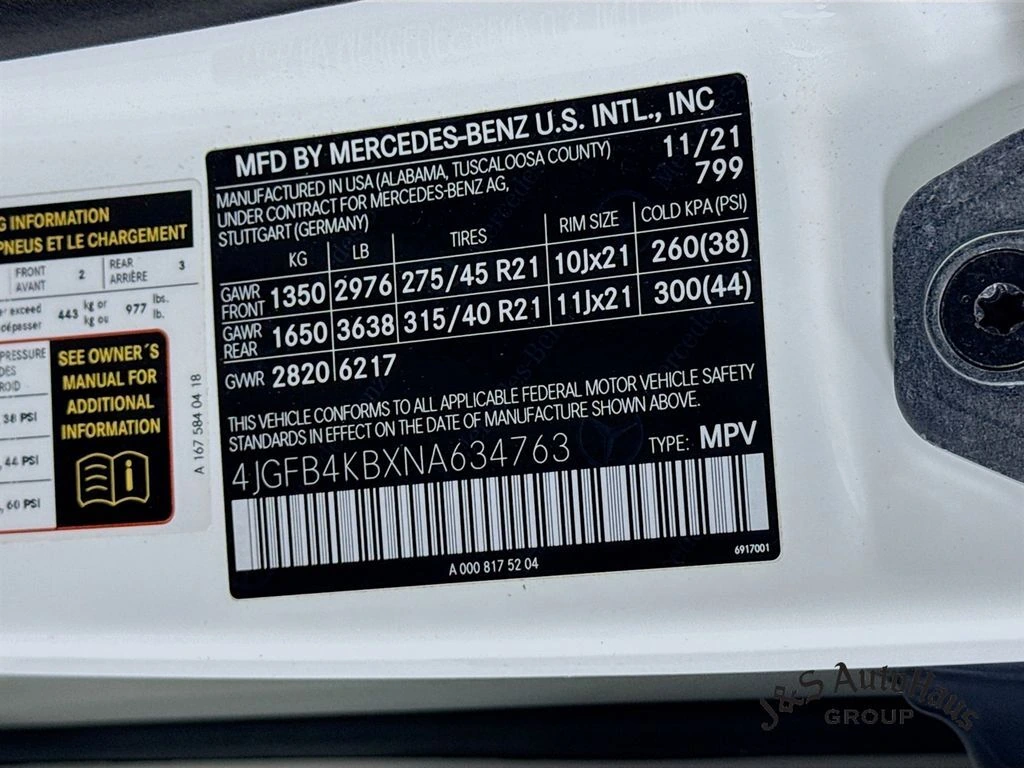 MFD BY MERCEDES-BENZ U.S. INTL., INC
MANUFACTURED IN USA (ALABAMA, TUSCALOOSA COUNTY)
UNDER CONTRACT FOR MERCEDES-BENZ AG,
STUTTGART (GERMANY)
11/21
799
KG LB TIRES RIM SIZE COLD KPA (PSI)
GAWR FRONT 1350 2976 275/45 R21 10Jx21 260(38)
GAWR REAR 1650 3638 315/40 R21 11Jx21 300(44)
GVWR 2820 6217
THIS VEHICLE CONFORMS TO ALL APPLICABLE FEDERAL MOTOR VEHICLE SAFETY
STANDARDS IN EFFECT ON THE DATE OF MANUFACTURE SHOWN ABOVE.
4JGFB4KBXNA634763 TYPE: MPV
A 000 817 52 04
6917001
INFORMATION
PNEUS ET LE CHARGEMENT
FRONT AVANT 2 REAR ARRIÈRE 3
exceed 443 kg or 977 lbs.
kg ou lb.
PRESSURE
38 PSI
44 PSI
60 PSI
SEE OWNER´S
MANUAL FOR
ADDITIONAL
INFORMATION
A 167 584 04 18
J&S AutoHaus
GROUP